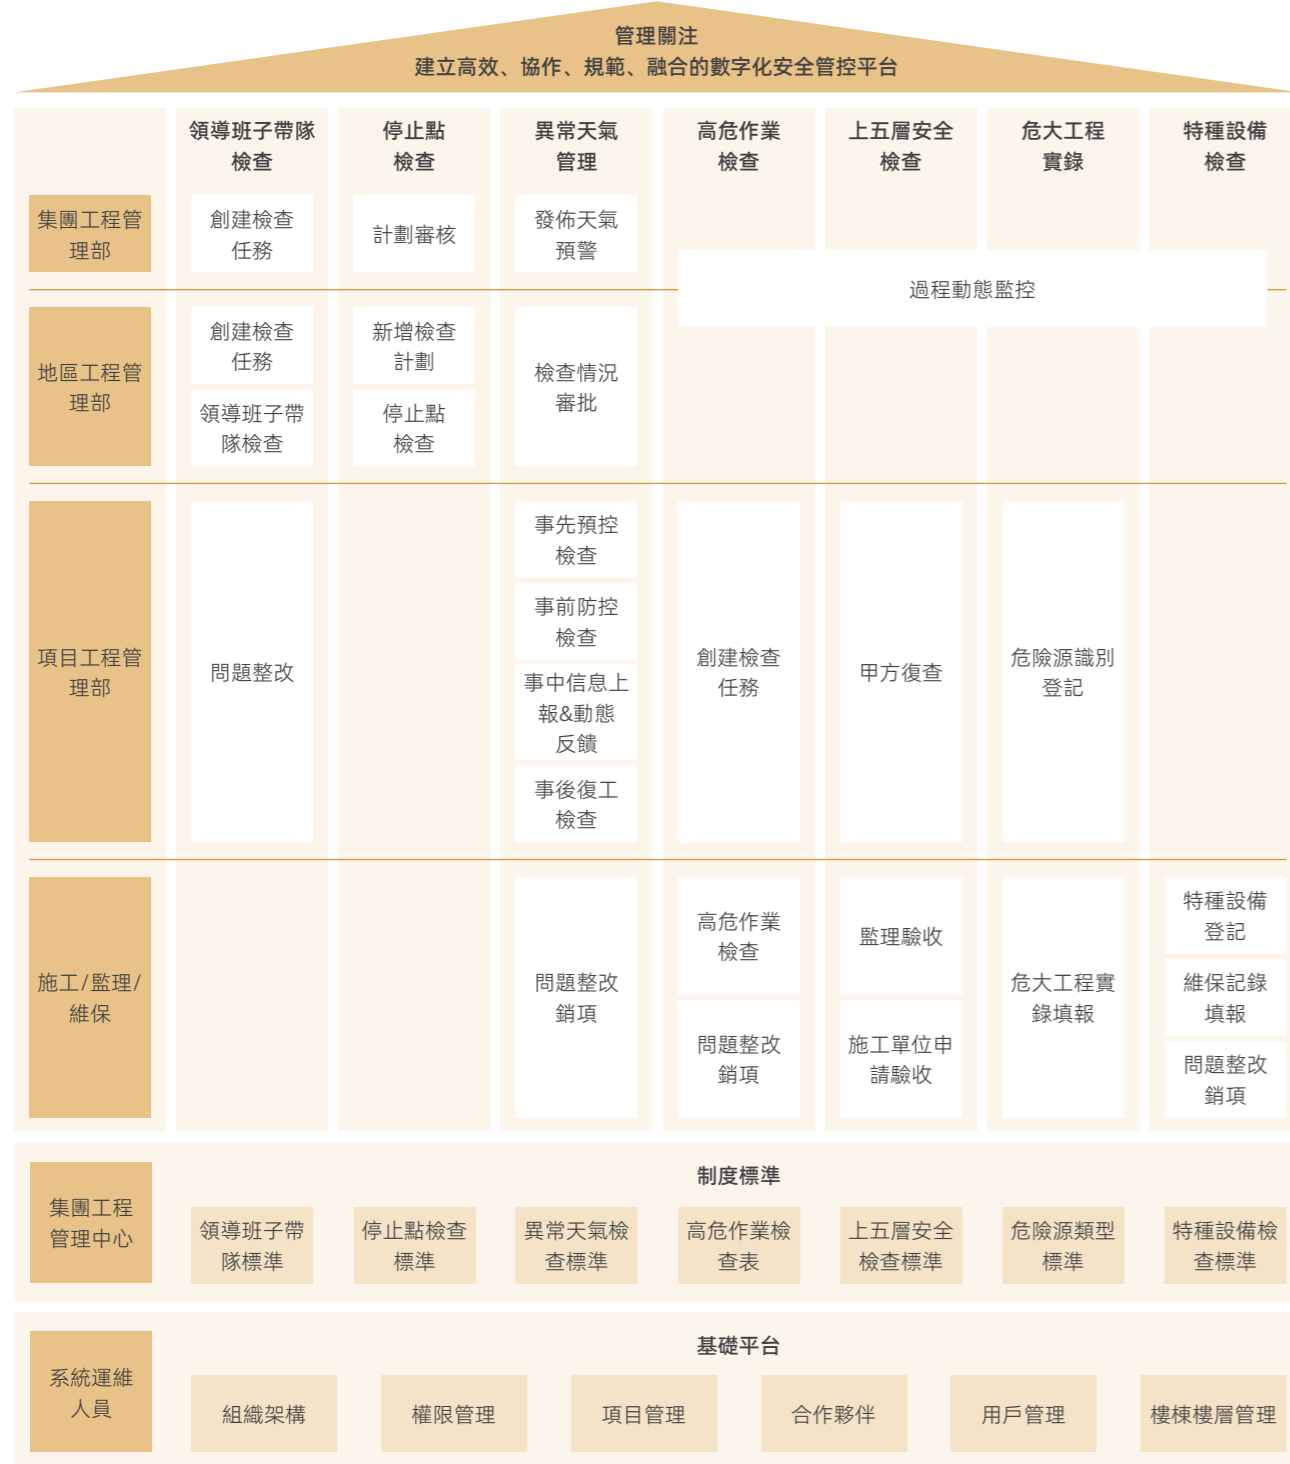 管理關注
建立高效、協作、規範、融合的數字化安全管控平台
領導班子帶隊
檢查
停止點
檢查
異常天氣
管理
高危作業
檢查
上五層安全
檢查
危大工程
實錄
特種設備
檢查
集團工程管
理部
創建檢查
任務
計劃審核
發佈天氣
預警
過程動態監控
地區工程管
理部
創建檢查
任務
領導班子帶
隊檢查
新增檢查
計劃
停止點
檢查
檢查情況
審批
項目工程管
理部
問題整改
事先預控
檢查
事前防控
檢查
事中信息上
報&動態
反饋
事後復工
檢查
創建檢查
任務
甲方復查
危險源識別
登記
施工/監理/
維保
問題整改
銷項
高危作業
檢查
問題整改
銷項
監理驗收
施工單位申
請驗收
危大工程實
錄填報
特種設備
登記
維保記錄
填報
問題整改
銷項
集團工程
管理中心
制度標準
領導班子帶
隊標準
停止點檢查
標準
異常天氣檢
查標準
高危作業檢
查表
上五層安全
檢查標準
危險源類型
標準
特種設備檢
查標準
系統運維
人員
基礎平台
組織架構
權限管理
項目管理
合作夥伴
用戶管理
樓棟樓層管理